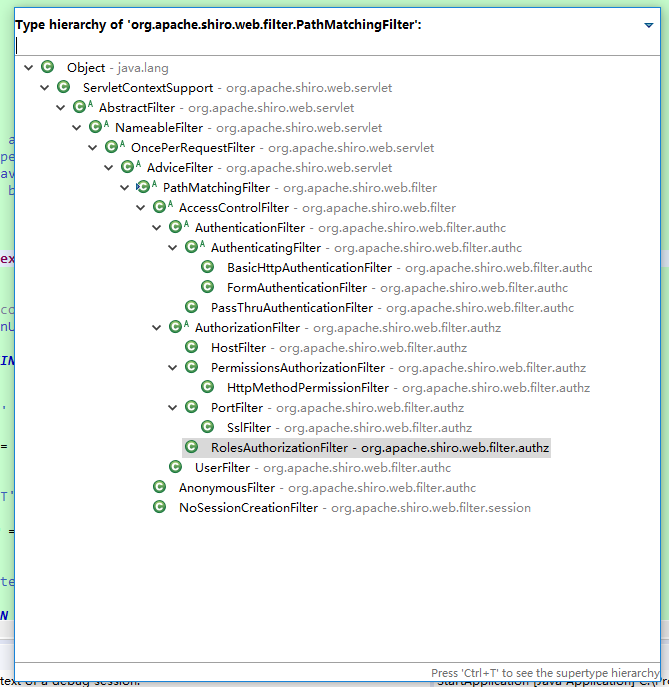 Type hierarchy of 'org.apache.shiro.web.filter.PathMatchingFilter':
Object - java.lang
ServletContextSupport - org.apache.shiro.web.servlet
AbstractFilter - org.apache.shiro.web.servlet
NameableFilter - org.apache.shiro.web.servlet
OncePerRequestFilter - org.apache.shiro.web.servlet
AdviceFilter - org.apache.shiro.web.servlet
PathMatchingFilter - org.apache.shiro.web.filter
AccessControlFilter - org.apache.shiro.web.filter
AuthenticationFilter - org.apache.shiro.web.filter.authc
AuthenticatingFilter - org.apache.shiro.web.filter.authc
BasicHttpAuthenticationFilter - org.apache.shiro.web.filter.authc
FormAuthenticationFilter - org.apache.shiro.web.filter.authc
PassThruAuthenticationFilter - org.apache.shiro.web.filter.authc
AuthorizationFilter - org.apache.shiro.web.filter.authz
HostFilter - org.apache.shiro.web.filter.authz
PermissionsAuthorizationFilter - org.apache.shiro.web.filter.authz
HttpMethodPermissionFilter - org.apache.shiro.web.filter.authz
PortFilter - org.apache.shiro.web.filter.authz
SslFilter - org.apache.shiro.web.filter.authz
RolesAuthorizationFilter - org.apache.shiro.web.filter.authz
UserFilter - org.apache.shiro.web.filter.authc
AnonymousFilter - org.apache.shiro.web.filter.authc
NoSessionCreationFilter - org.apache.shiro.web.filter.session
Press 'Ctrl+T' to see the supertype hierarchy